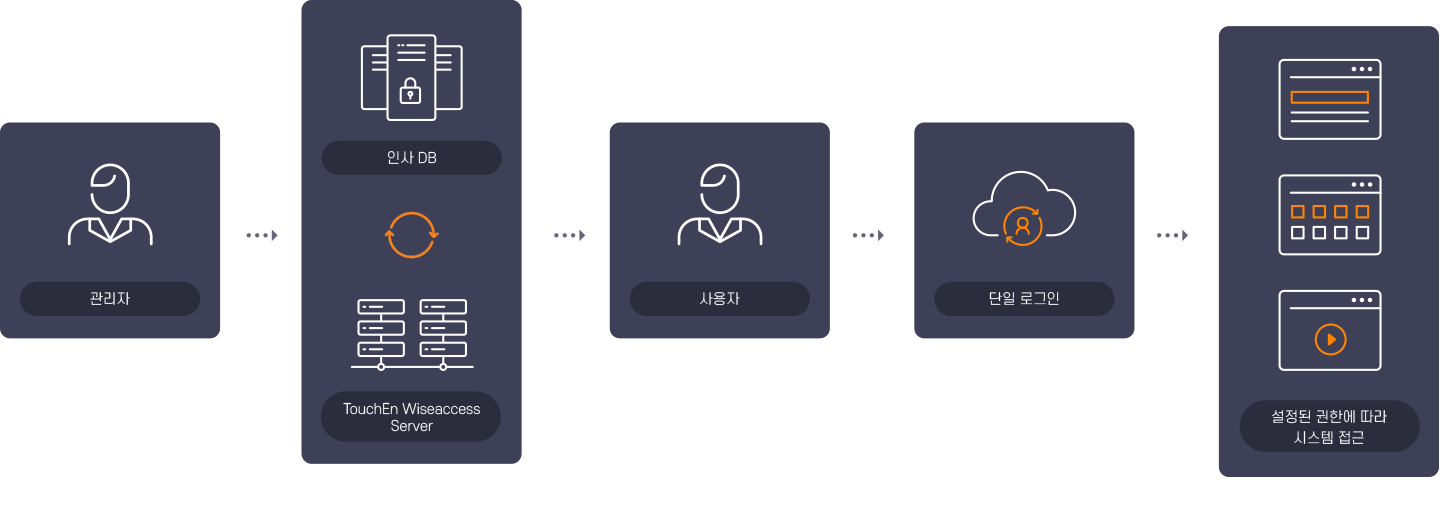 관리자
인사 DB
TouchEn Wiseaccess
Server
사용자
단일 로그인
설정된 권한에 따라
시스템 접근